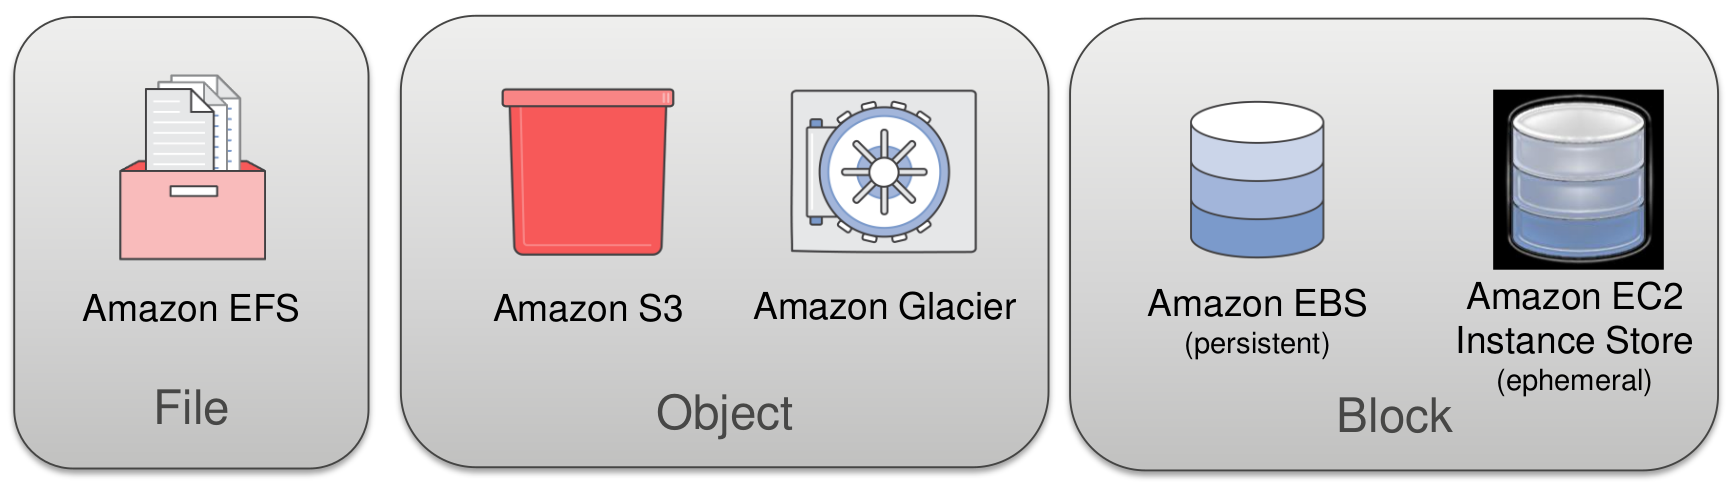 Amazon EFS
File
Amazon S3
Amazon Glacier
Object
Amazon EBS
(persistent)
Amazon EC2
Instance Store
(ephemeral)
Block